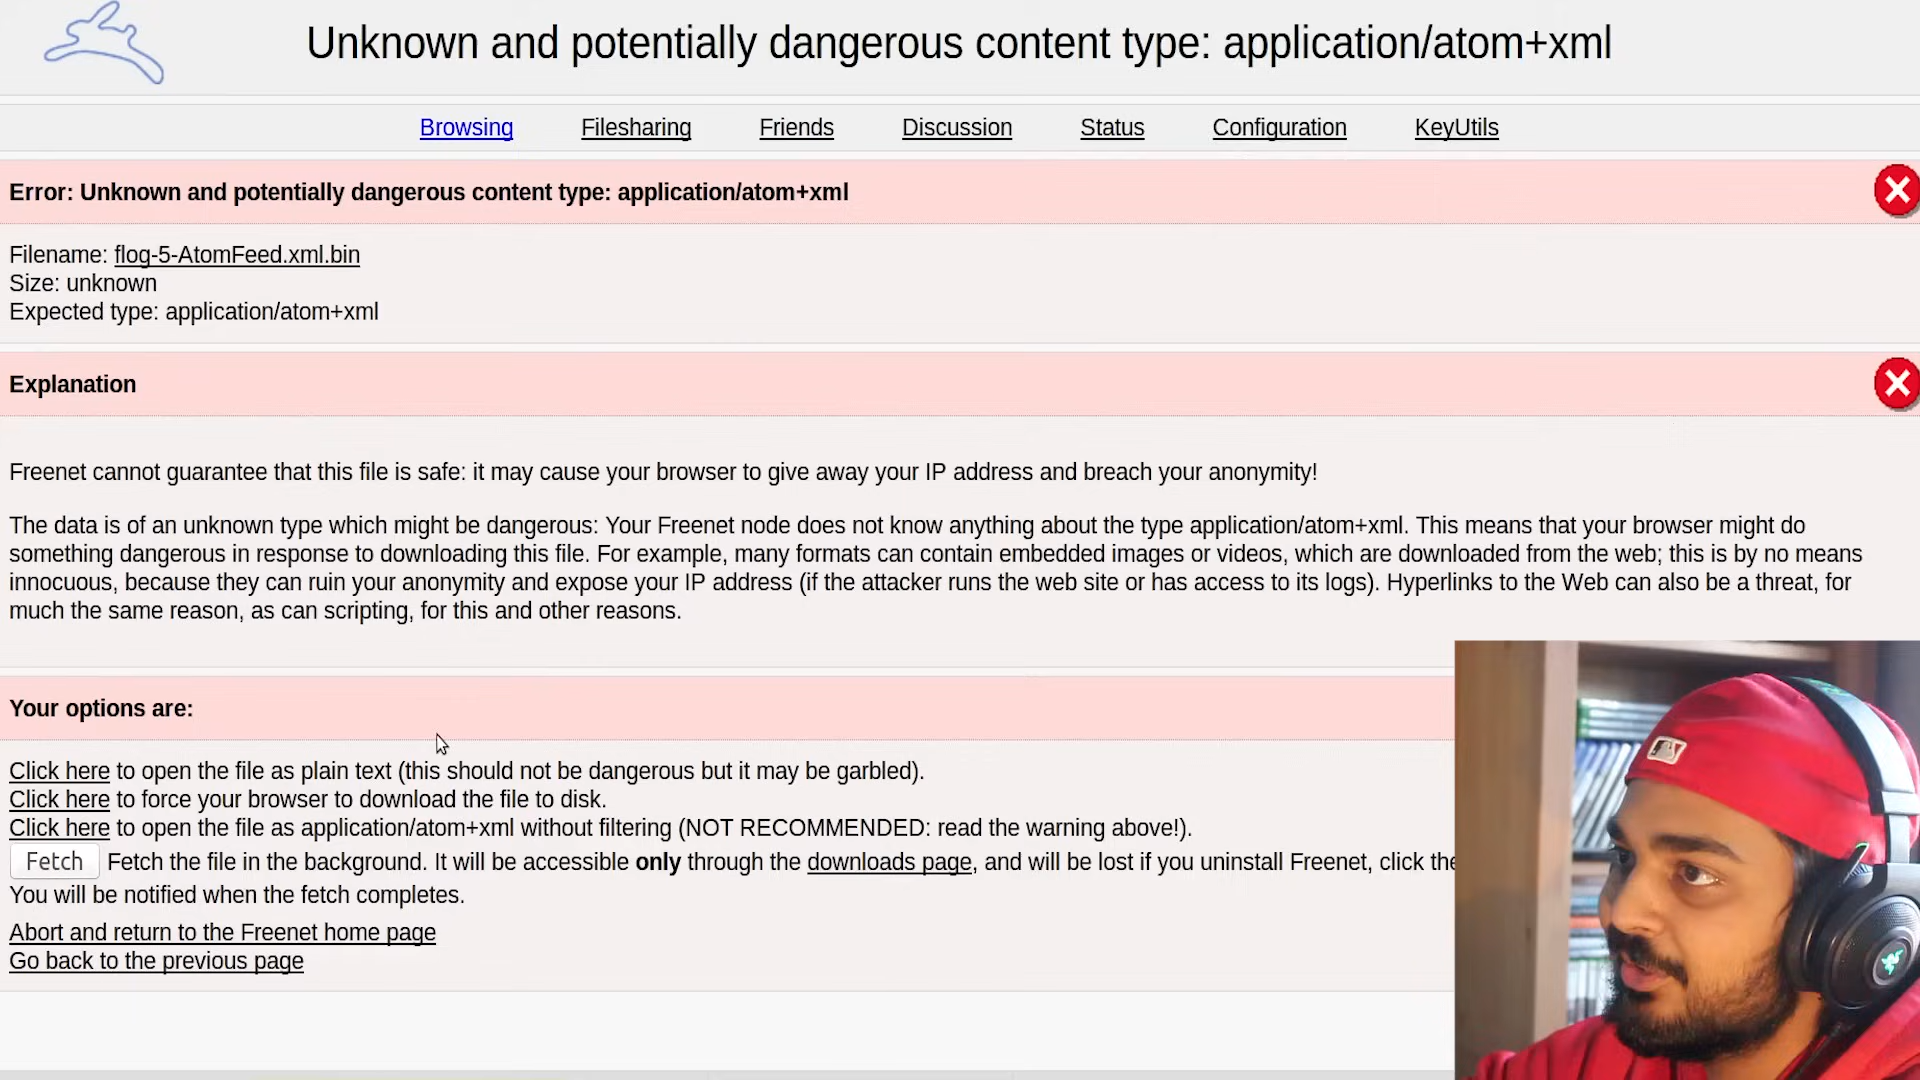 Unknown and potentially dangerous content type: application/atom+xml
Browsing Filesharing Friends Discussion Status Configuration KeyUtils
Error: Unknown and potentially dangerous content type: application/atom+xml
Filename: flog-5-AtomFeed.xml.bin
Size: unknown
Expected type: application/atom+xml
Explanation
Freenet cannot guarantee that this file is safe: it may cause your browser to give away your IP address and breach your anonymity!
The data is of an unknown type which might be dangerous: Your Freenet node does not know anything about the type application/atom+xml. This means that your browser might do
something dangerous in response to downloading this file. For example, many formats can contain embedded images or videos, which are downloaded from the web; this is by no means
innocuous, because they can ruin your anonymity and expose your IP address (if the attacker runs the web site or has access to its logs). Hyperlinks to the Web can also be a threat, for
much the same reason, as can scripting, for this and other reasons.
Your options are:
Click here to open the file as plain text (this should not be dangerous but it may be garbled).
Click here to force your browser to download the file to disk.
Click here to open the file as application/atom+xml without filtering (NOT RECOMMENDED: read the warning above!).
Fetch Fetch the file in the background. It will be accessible only through the downloads page, and will be lost if you uninstall Freenet, click the
You will be notified when the fetch completes.
Abort and return to the Freenet home page
Go back to the previous page